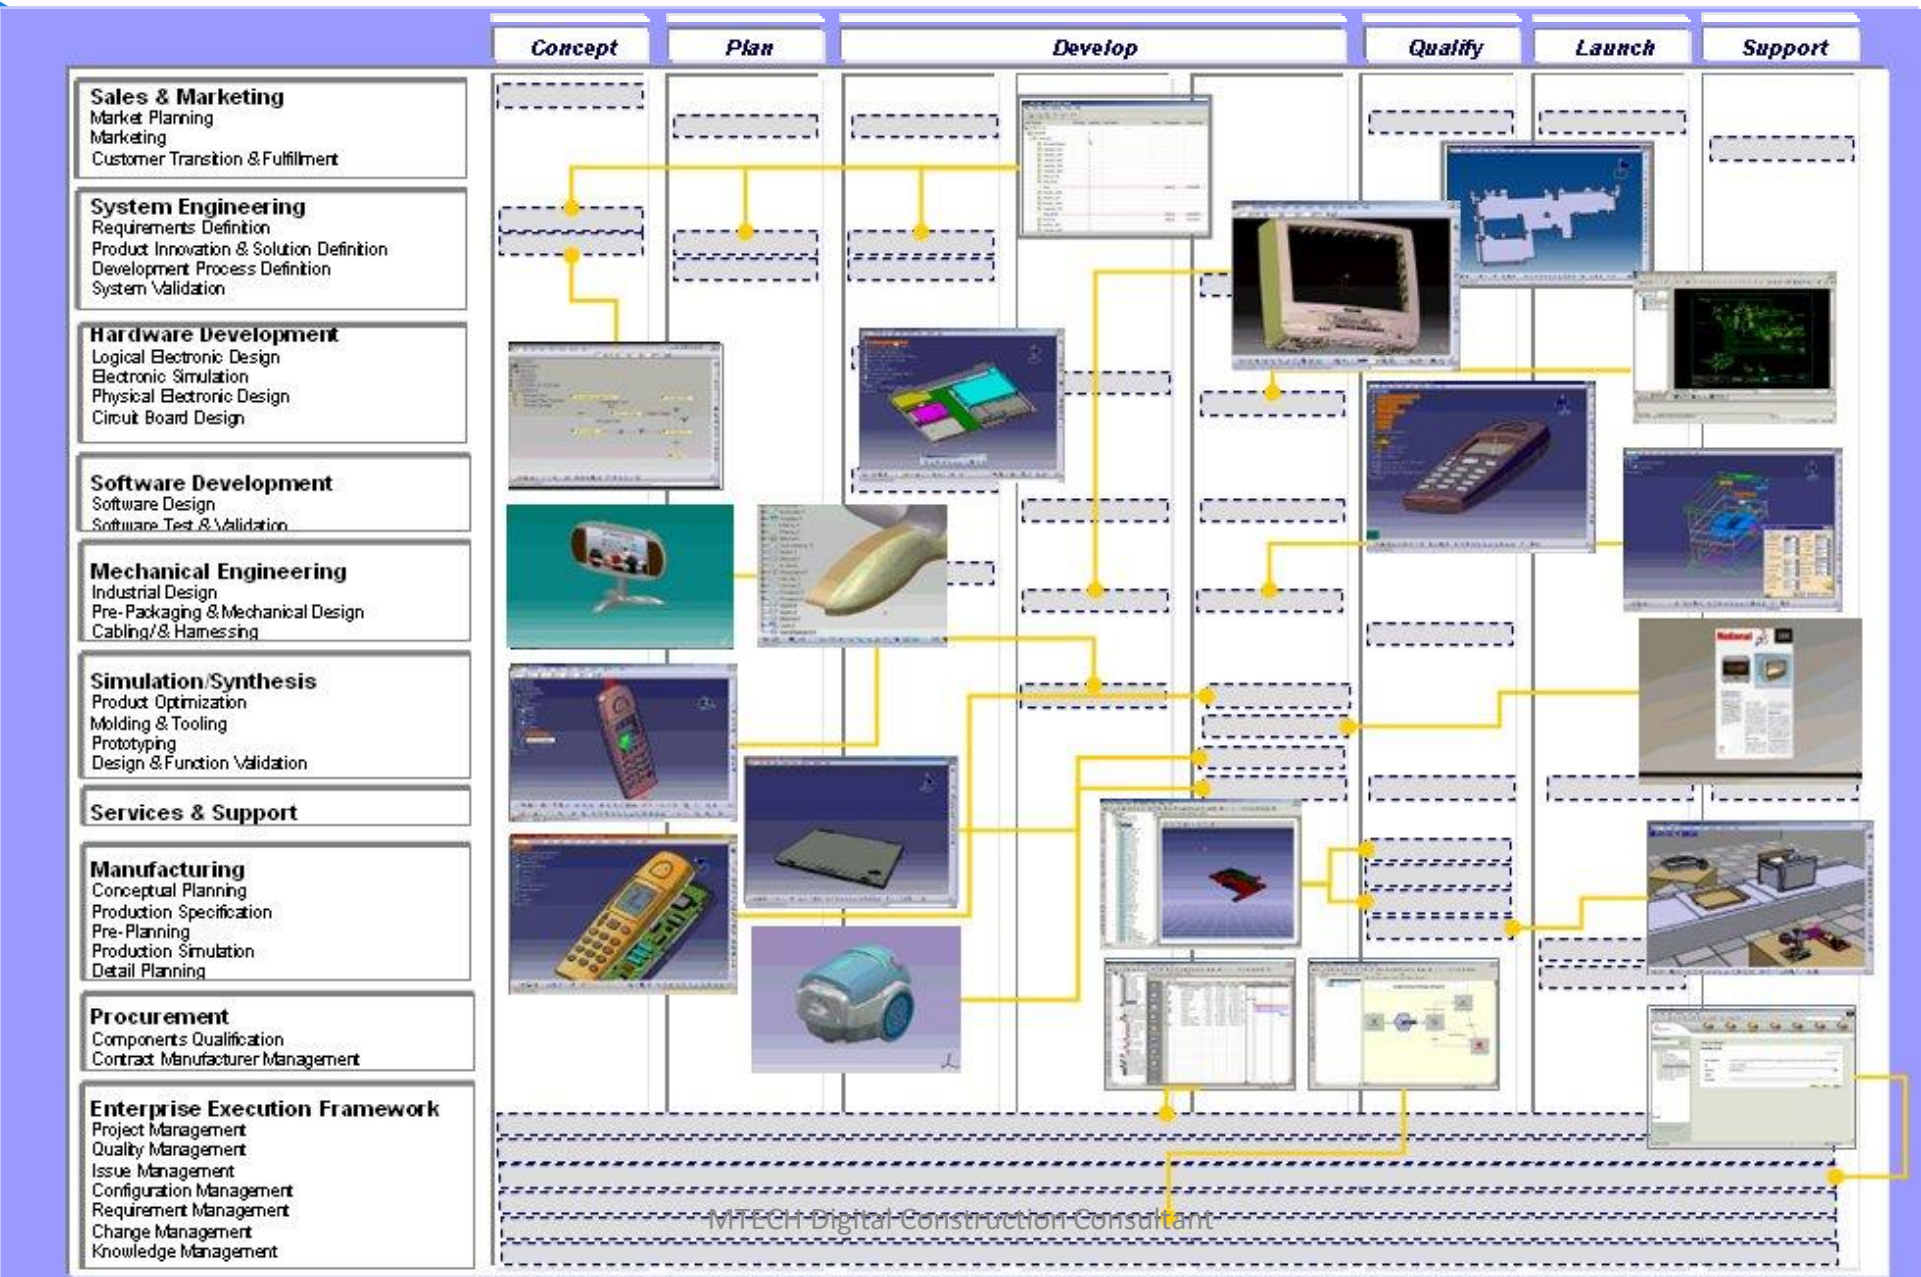 Concept
Plan
Develop
Qualify
Launch
Support
Sales & Marketing
Market Planning
Marketing
Customer Transition & Fulfillment
System Engineering
Requirements Definition
Product Innovation & Solution Definition
Development Process Definition
System Validation
Hardware Development
Logical Electronic Design
Electronic Simulation
Physical Electronic Design
Circuit Board Design
Software Development
Software Design
Software Test & Validation
Mechanical Engineering
Industrial Design
Pre-Packaging & Mechanical Design
Cabling/& Harnessing
Simulation/Synthesis
Product Optimization
Molding & Tooling
Prototyping
Design & Function Validation
Services & Support
Manufacturing
Conceptual Planning
Production Specification
Pre-Planning
Production Simulation
Detail Planning
Procurement
Components Qualification
Contract Manufacturer Management
Enterprise Execution Framework
Project Management
Quality Management
Issue Management
Configuration Management
Requirement Management
Change Management
Knowledge Management
National
MTECH Digital Construction Consultant